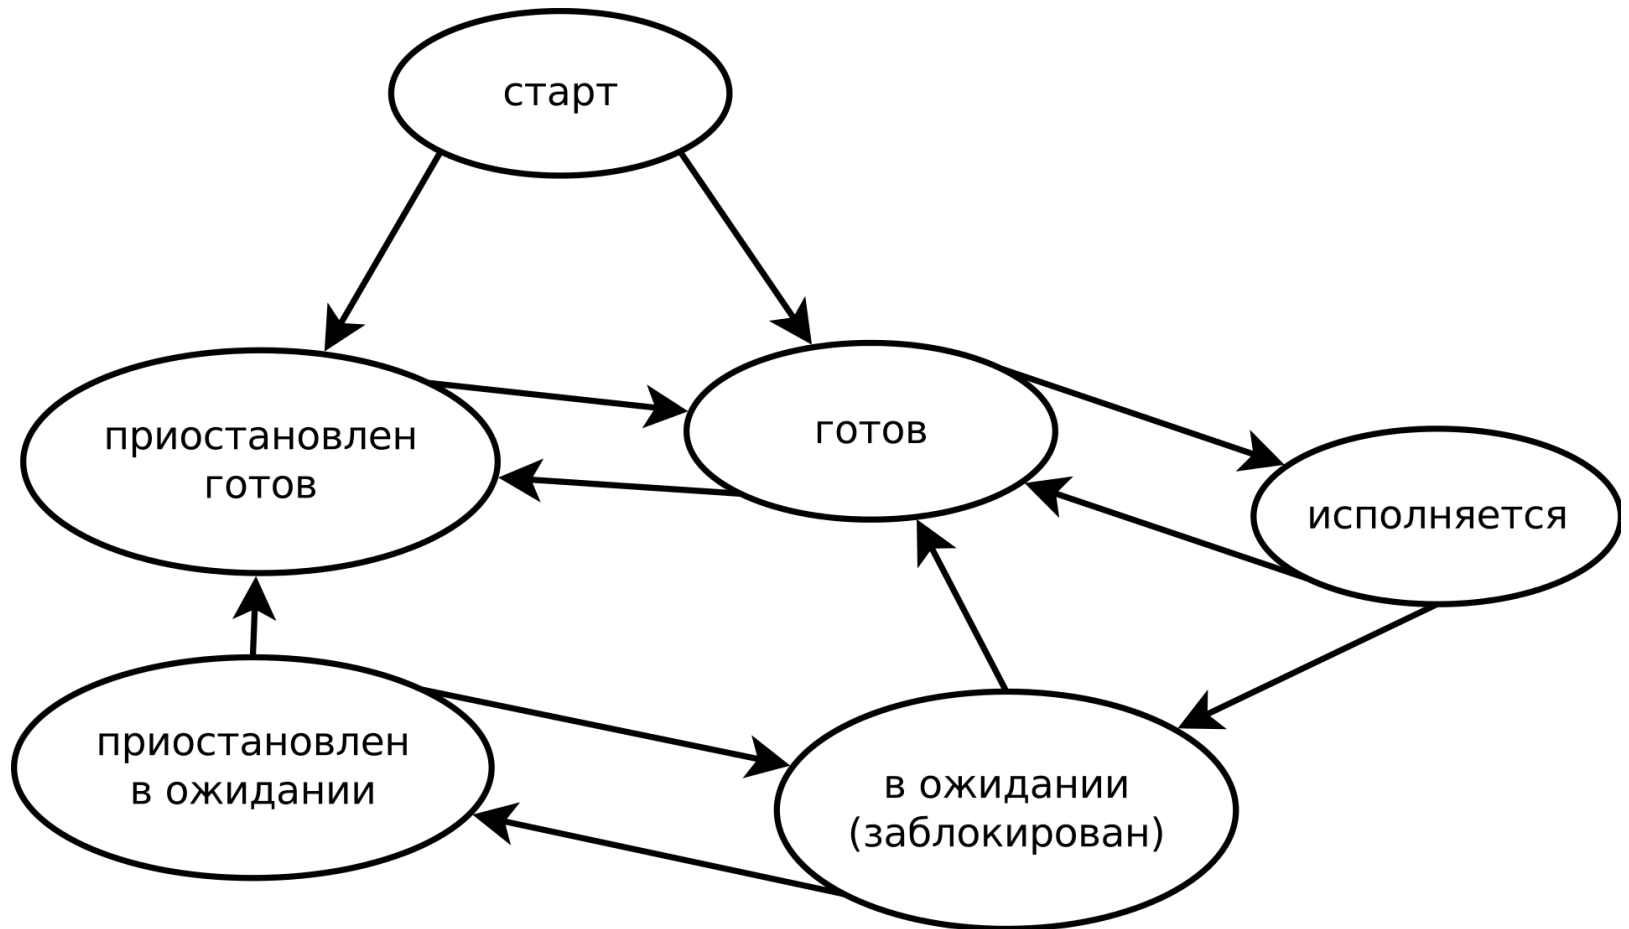 старт
приостановлен
готов
готов
исполняется
приостановлен
в ожидании
в ожидании
(заблокирован)